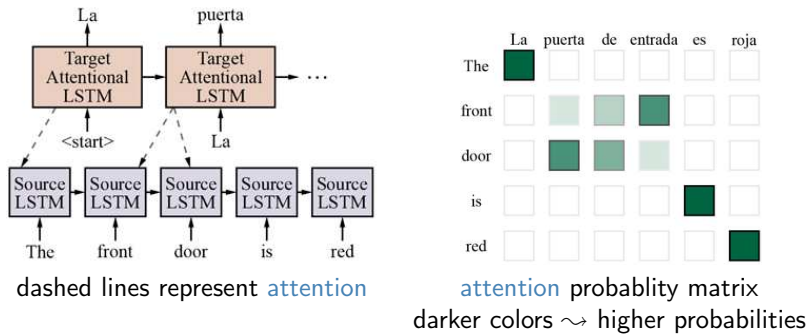 La puerta
Target Attentional LSTM
Target Attentional LSTM
...
<start> La
Source LSTM
Source LSTM
Source LSTM
Source LSTM
Source LSTM
The front door is red
dashed lines represent attention
La puerta de entrada es roja
The
front
door
is
red
attention probablity matrix
darker colors ⤳ higher probabilities